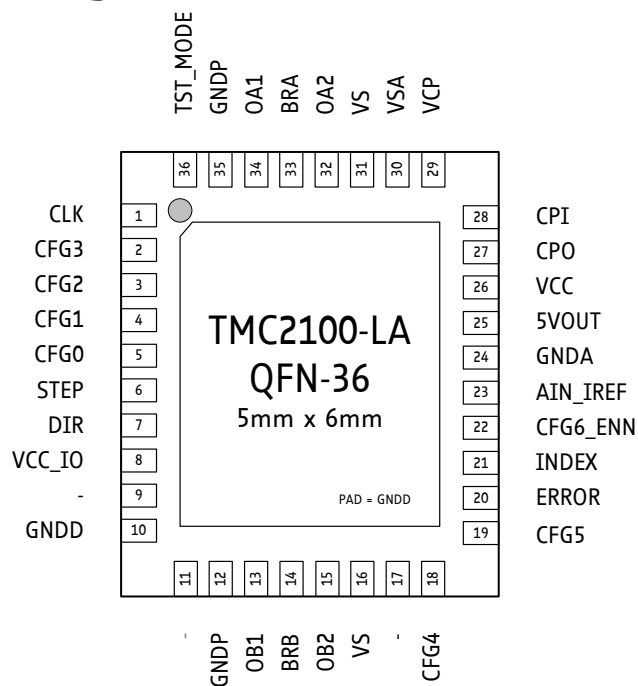 TST_MODE
GNDP
OA1
BRA
OA2
VS
VSA
VCP
36
35
34
33
32
31
30
29
CLK 1
CFG3 2
CFG2 3
CFG1 4
CFG0 5
STEP 6
DIR 7
VCC_IO 8
- 9
GNDD 10
TMC2100-LA
QFN-36
5mm x 6mm
PAD = GNDD
28 CPI
27 CPO
26 VCC
25 5VOUT
24 GNDA
23 AIN_IREF
22 CFG6_ENN
21 INDEX
20 ERROR
19 CFG5
11
12
13
14
15
16
17
18
-
GNDP
OB1
BRB
OB2
VS
-
CFG4